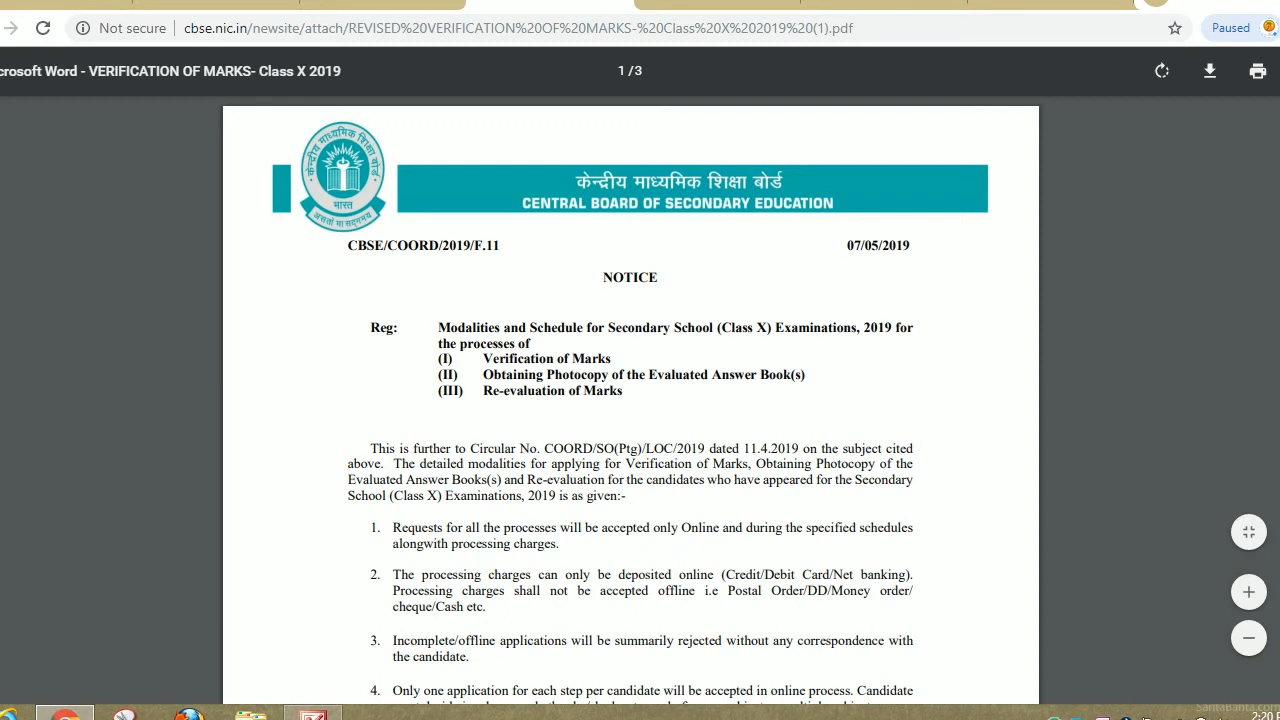 Not secure
cbse.nic.in/newsite/attach/REVISED%20VERIFICATION%20OF%20MARKS-%20Class%20X%202019%20(1).pdf
Paused
crosoft Word - VERIFICATION OF MARKS- Class X 2019
1 / 3
केन्द्रीय माध्यमिक शिक्षा बोर्ड
भारत
असतो मा सद्गमय
केन्द्रीय माध्यमिक शिक्षा बोर्ड
CENTRAL BOARD OF SECONDARY EDUCATION
CBSE/COORD/2019/F.11 07/05/2019
NOTICE
Reg: Modalities and Schedule for Secondary School (Class X) Examinations, 2019 for
the processes of
(I) Verification of Marks
(II) Obtaining Photocopy of the Evaluated Answer Book(s)
(III) Re-evaluation of Marks
This is further to Circular No. COORD/SO(Ptg)/LOC/2019 dated 11.4.2019 on the subject cited
above. The detailed modalities for applying for Verification of Marks, Obtaining Photocopy of the
Evaluated Answer Books(s) and Re-evaluation for the candidates who have appeared for the Secondary
School (Class X) Examinations, 2019 is as given:-
1. Requests for all the processes will be accepted only Online and during the specified schedules
alongwith processing charges.
2. The processing charges can only be deposited online (Credit/Debit Card/Net banking).
Processing charges shall not be accepted offline i.e Postal Order/DD/Money order/
cheque/Cash etc.
3. Incomplete/offline applications will be summarily rejected without any correspondence with
the candidate.
4. Only one application for each step per candidate will be accepted in online process. Candidate
SantaBanta.com
2:20